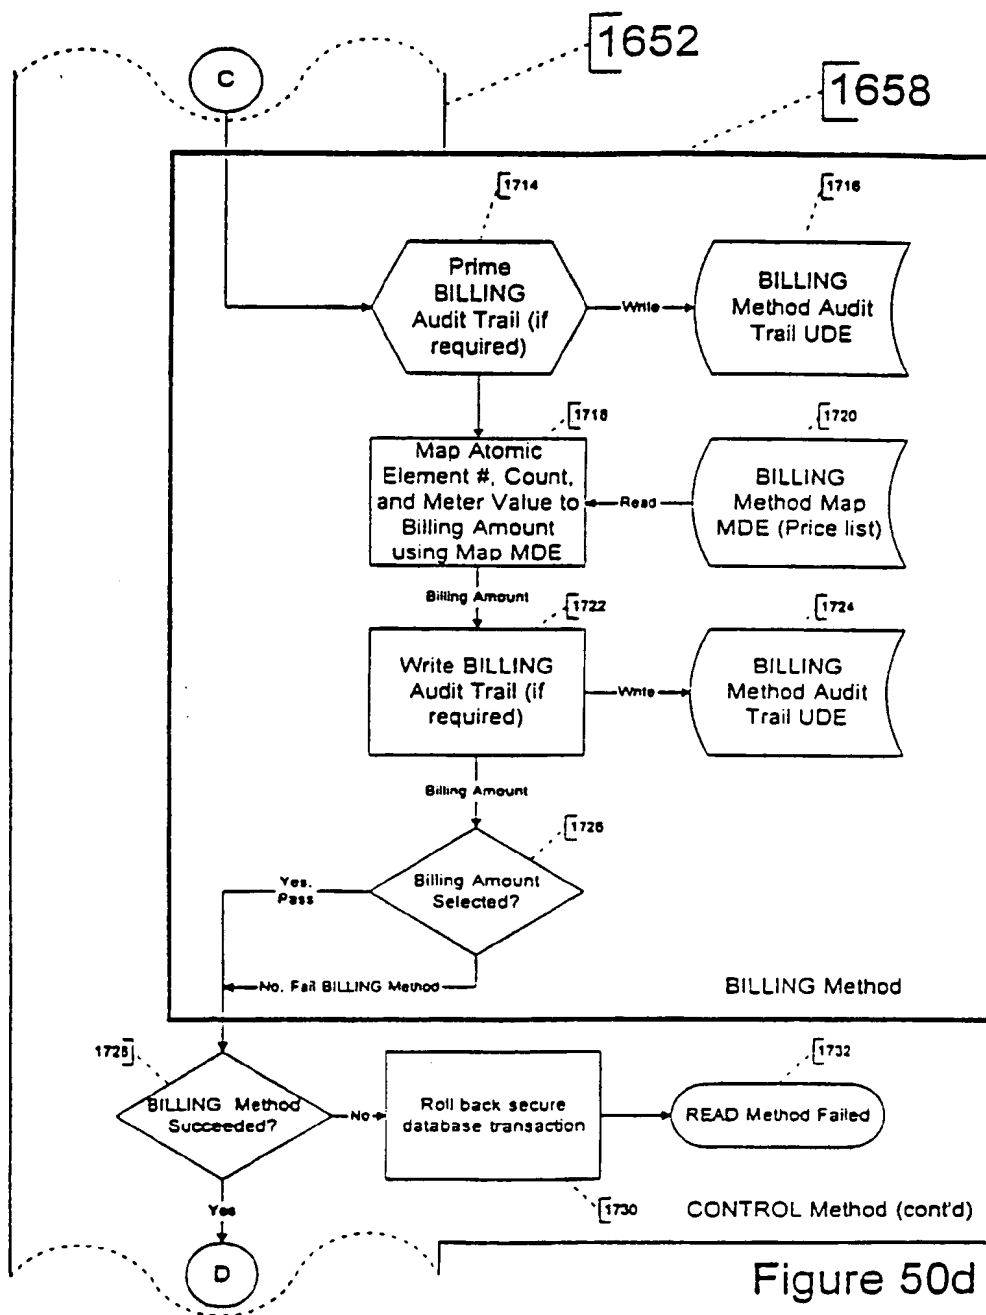 1652
C
1658
1714
1716
Prime
BILLING
Audit Trail (if
required)
Write
BILLING
Method Audit
Trail UDE
1718
1720
Map Atomic
Element #, Count,
and Meter Value to
Billing Amount
using Map MDE
Read
BILLING
Method Map
MDE (Price list)
Billing Amount
1722
1724
Write BILLING
Audit Trail (if
required)
Write
BILLING
Method Audit
Trail UDE
Billing Amount
1726
Billing Amount
Selected?
Yes,
Pass
No, Fail BILLING Method
BILLING Method
1728
BILLING Method
Succeeded?
No
Roll back secure
database transaction
1732
READ Method Failed
1730
CONTROL Method (cont'd)
Yes
D
Figure 50d